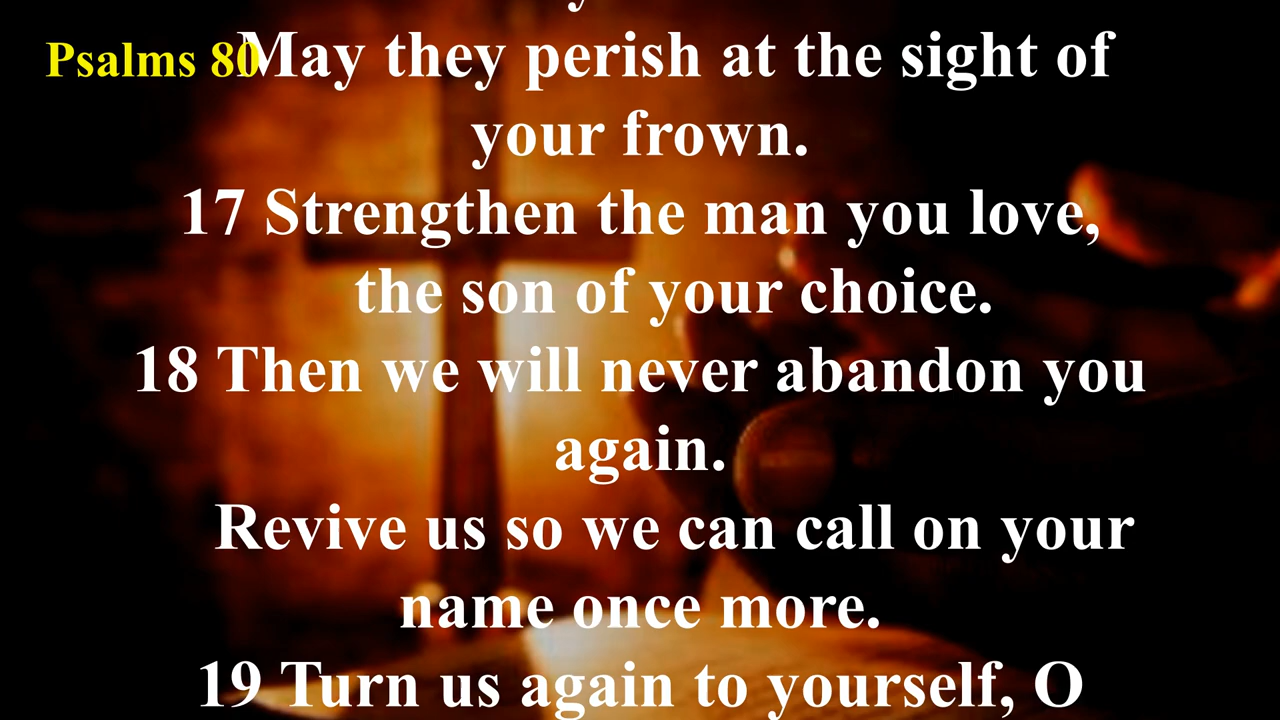 Psalms 80
May they perish at the sight of
your frown.
17 Strengthen the man you love,
the son of your choice.
18 Then we will never abandon you
again.
Revive us so we can call on your
name once more.
19 Turn us again to yourself, O